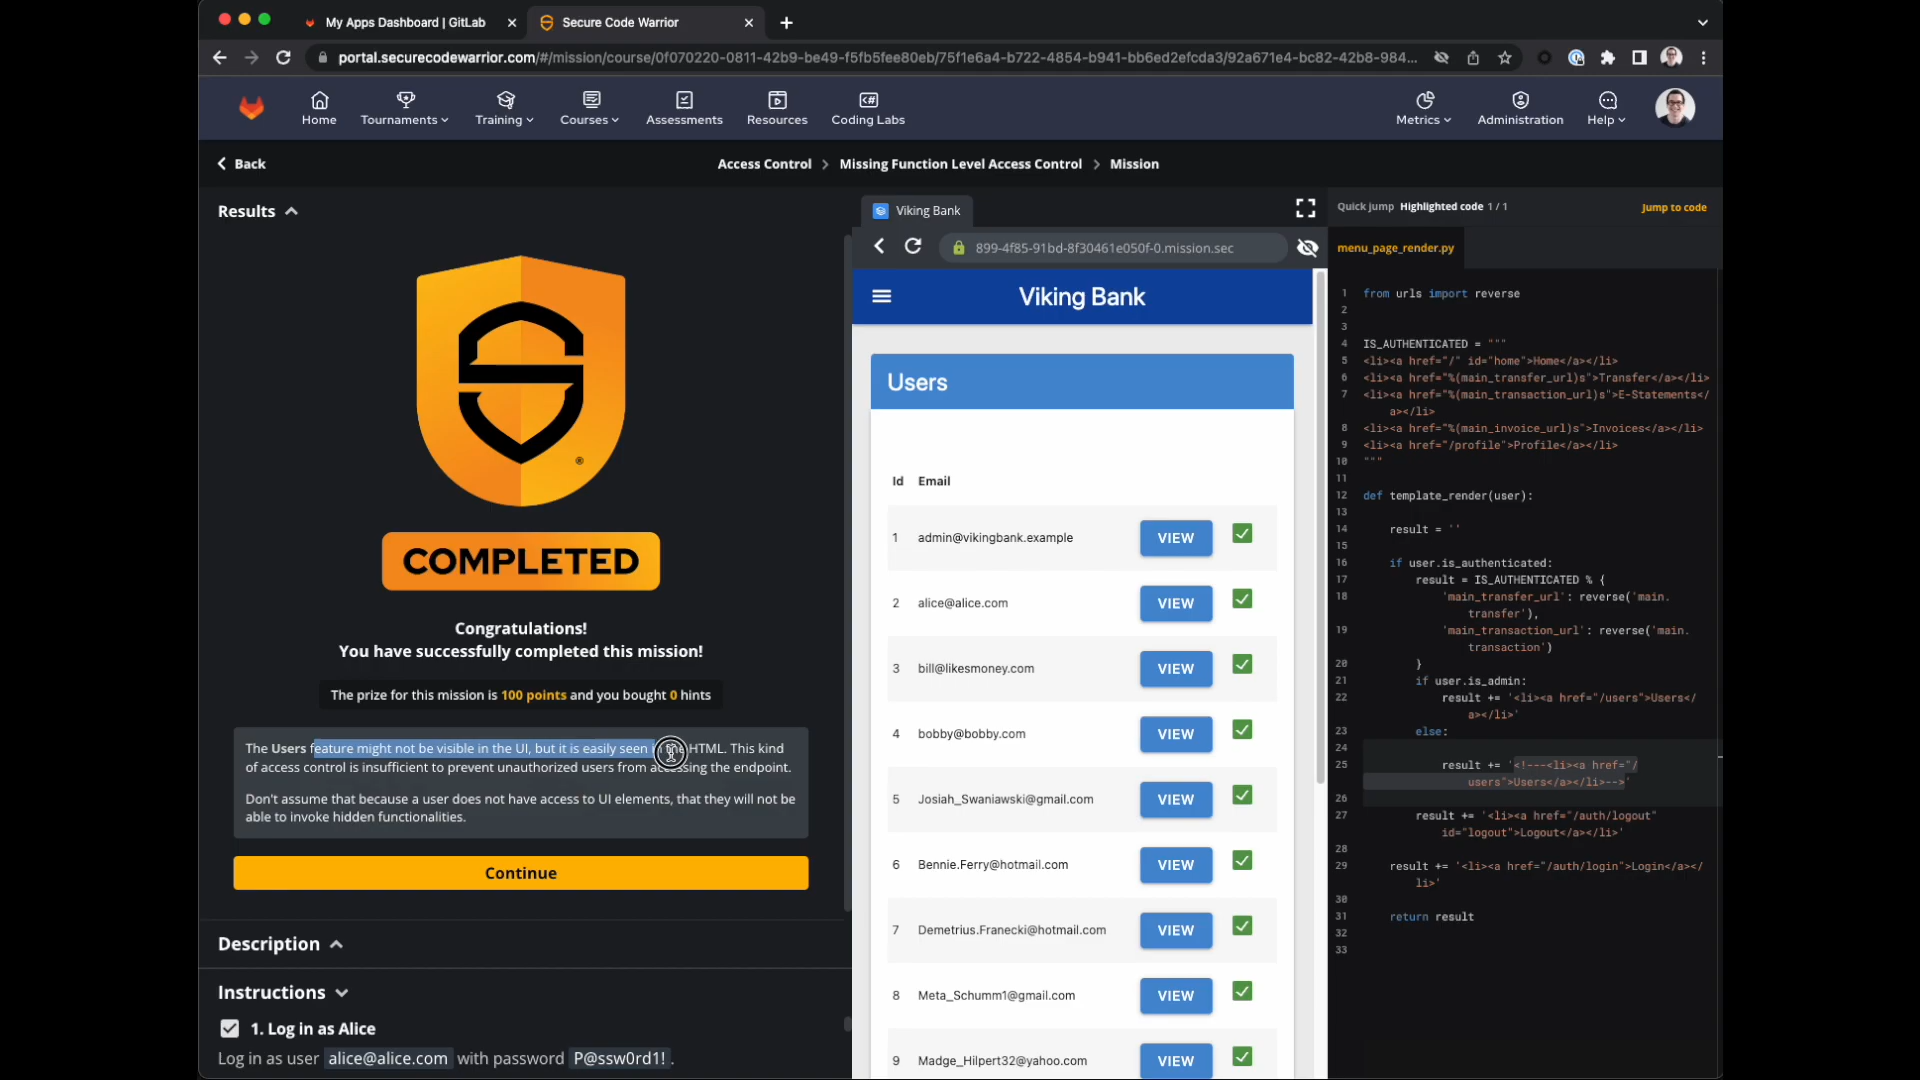 My Apps Dashboard | GitLab
Secure Code Warrior
portal.securecodewarrior.com/#/mission/course/0f070220-0811-42b9-be49-f5fb5fee80eb/75f1e6a4-b722-4854-b941-bb6ed2efcda3/92a671e4-bc82-42b8-984...
Home
Tournaments
Training
Courses
Assessments
Resources
Coding Labs
Metrics
Administration
Help
Back
Access Control > Missing Function Level Access Control > Mission
Results
COMPLETED
Congratulations!
You have successfully completed this mission!
The prize for this mission is 100 points and you bought 0 hints
The Users feature might not be visible in the UI, but it is easily seen in the HTML. This kind
of access control is insufficient to prevent unauthorized users from accessing the endpoint.
Don't assume that because a user does not have access to UI elements, that they will not be
able to invoke hidden functionalities.
Continue
Description
Instructions
1. Log in as Alice
Log in as user alice@alice.com with password P@ssw0rd1! .
Viking Bank
899-4f85-91bd-8f30461e050f-0.mission.sec
Viking Bank
Users
Id Email
1 admin@vikingbank.example VIEW
2 alice@alice.com VIEW
3 bill@likesmoney.com VIEW
4 bobby@bobby.com VIEW
5 Josiah_Swaniawski@gmail.com VIEW
6 Bennie.Ferry@hotmail.com VIEW
7 Demetrius.Franecki@hotmail.com VIEW
8 Meta_Schumm1@gmail.com VIEW
9 Madge_Hilpert32@yahoo.com VIEW
Quick jump Highlighted code 1 / 1
Jump to code
menu_page_render.py
1 from urls import reverse
2
3
4 IS_AUTHENTICATED = """
5 <li><a href="/" id="home">Home</a></li>
6 <li><a href="%(main_transfer_url)s">Transfer</a></li>
7 <li><a href="%(main_transaction_url)s">E-Statements</
a></li>
8 <li><a href="%(main_invoice_url)s">Invoices</a></li>
9 <li><a href="/profile">Profile</a></li>
10 """
11
12 def template_render(user):
13
14 result = ''
15
16 if user.is_authenticated:
17 result = IS_AUTHENTICATED % {
18 'main_transfer_url': reverse('main.
transfer'),
19 'main_transaction_url': reverse('main.
transaction')
20 }
21 if user.is_admin:
22 result += '<li><a href="/users">Users</
a></li>'
23 else:
24
25 result += '<!---<li><a href="/
users">Users</a></li>-->'
26
27 result += '<li><a href="/auth/logout"
id="logout">Logout</a></li>'
28
29 result += '<li><a href="/auth/login">Login</a></
li>'
30
31 return result
32
33